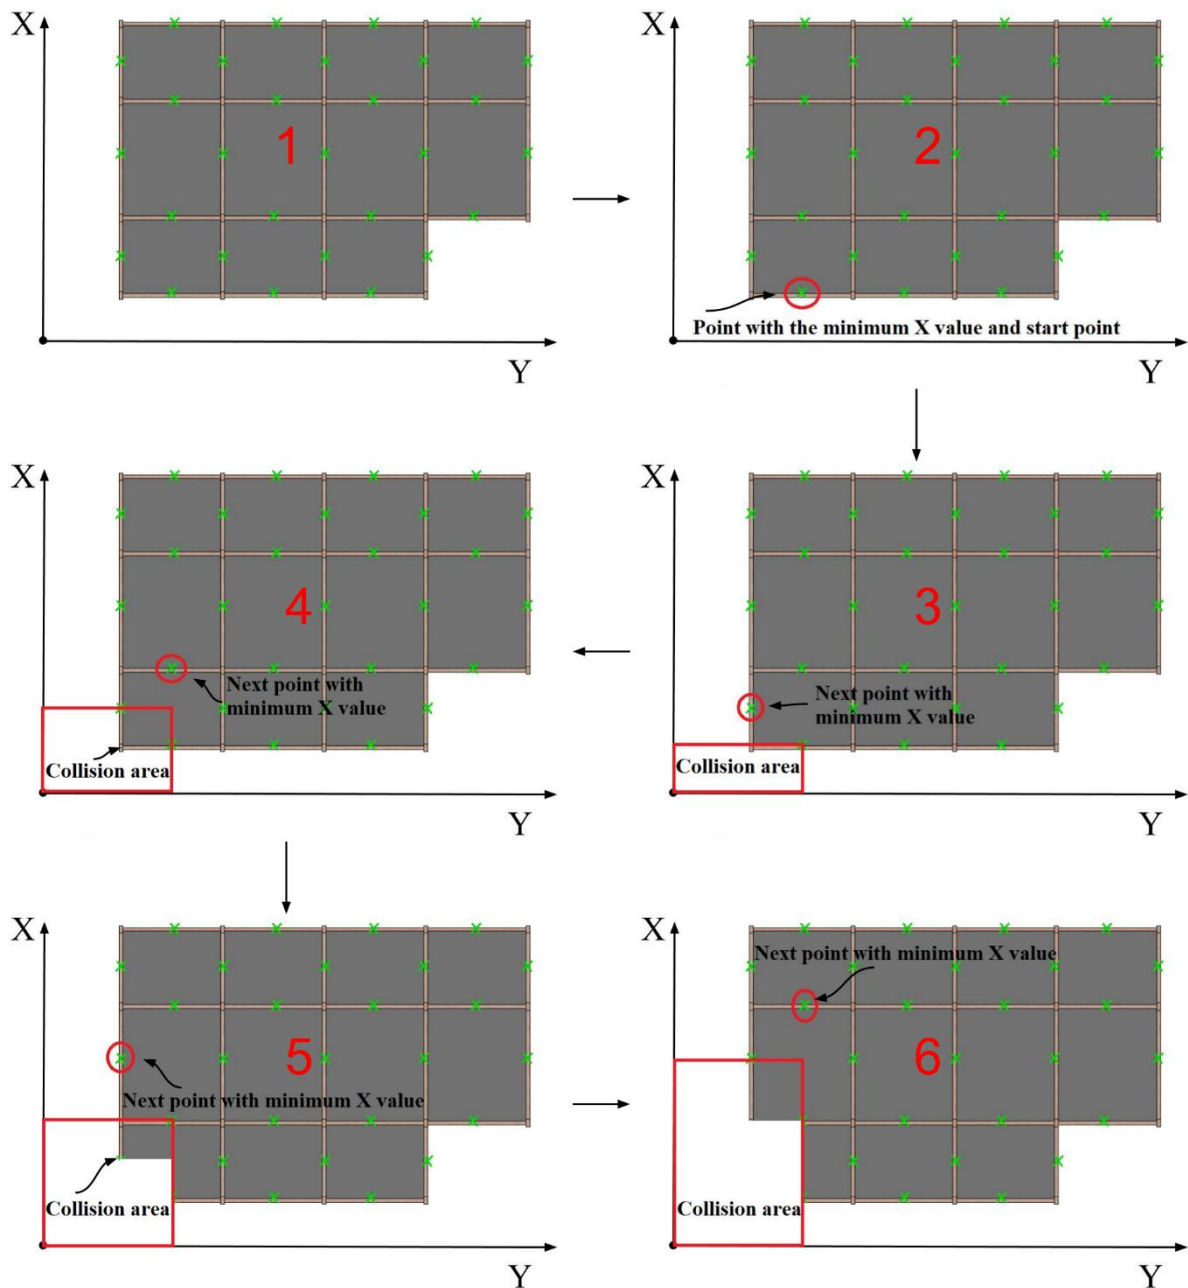 X
1
Y
X
2
Point with the minimum X value and start point
Y
X
4
Next point with
minimum X value
Collision area
Y
X
3
Next point with
minimum X value
Collision area
Y
X
5
Next point with minimum X value
Collision area
Y
X
Next point with minimum X value
6
Collision area
Y